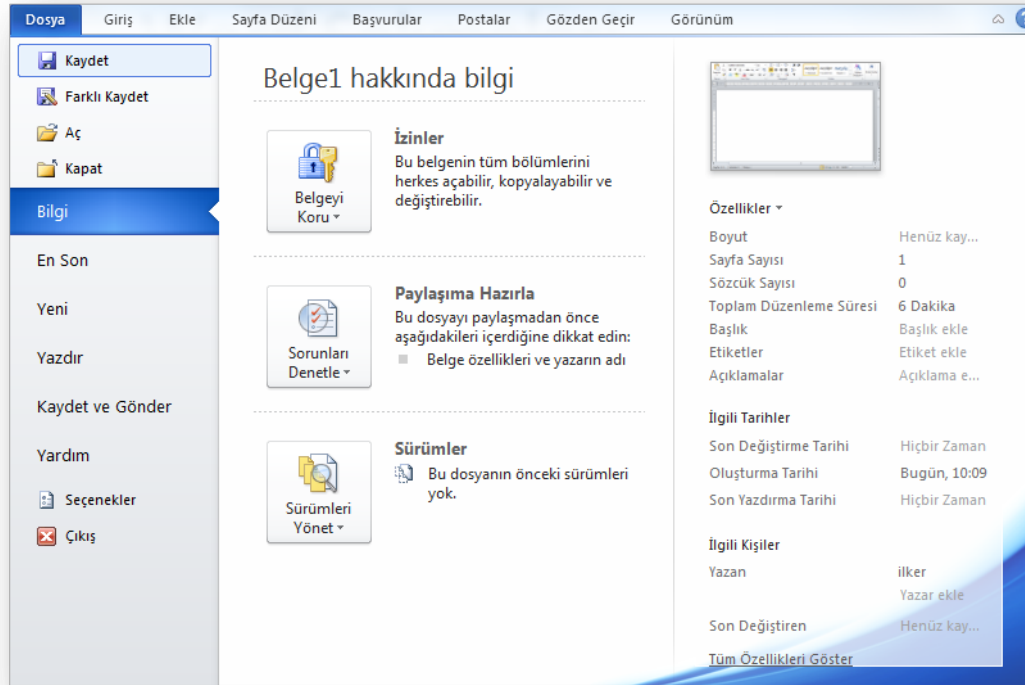 Dosya Giriş Ekle Sayfa Düzeni Başvurular Postalar Gözden Geçir Görünüm
Kaydet
Farklı Kaydet
Aç
Kapat
Bilgi
En Son
Yeni
Yazdır
Kaydet ve Gönder
Yardım
Seçenekler
Çıkış
Belge1 hakkında bilgi
Belgeyi
Koru
İzinler
Bu belgenin tüm bölümlerini
herkes açabilir, kopyalayabilir ve
değiştirebilir.
Sorunları
Denetle
Paylaşıma Hazırla
Bu dosyayı paylaşmadan önce
aşağıdakileri içerdiğine dikkat edin:
Belge özellikleri ve yazarın adı
Sürümleri
Yönet
Sürümler
Bu dosyanın önceki sürümleri
yok.
Özellikler
Boyut Henüz kay...
Sayfa Sayısı 1
Sözcük Sayısı 0
Toplam Düzenleme Süresi 6 Dakika
Başlık Başlık ekle
Etiketler Etiket ekle
Açıklamalar Açıklama e...
İlgili Tarihler
Son Değiştirme Tarihi Hiçbir Zaman
Oluşturma Tarihi Bugün, 10:09
Son Yazdırma Tarihi Hiçbir Zaman
İlgili Kişiler
Yazan ilker
Yazar ekle
Son Değiştiren Henüz kay...
Tüm Özellikleri Göster